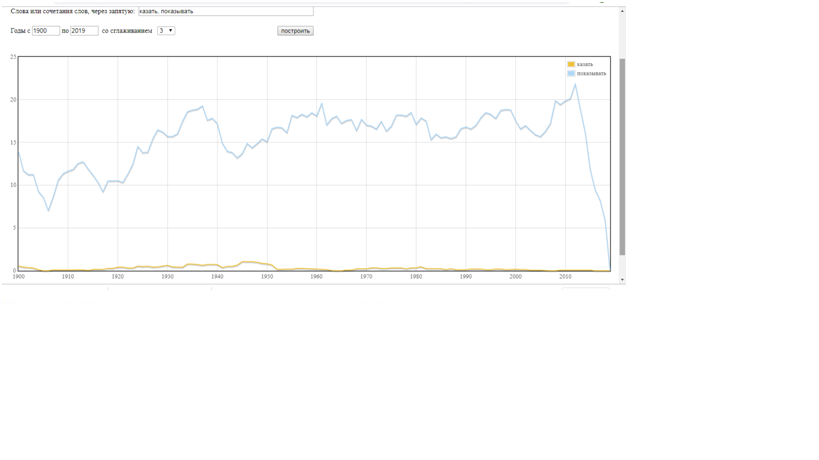 Слова или сочетания слов, через запятую: казать, показывать
Годы с 1900 по 2019 со сглаживанием 3 построить
25
казать
показывать
20
15
10
5
0
1900 1910 1920 1930 1940 1950 1960 1970 1980 1990 2000 2010